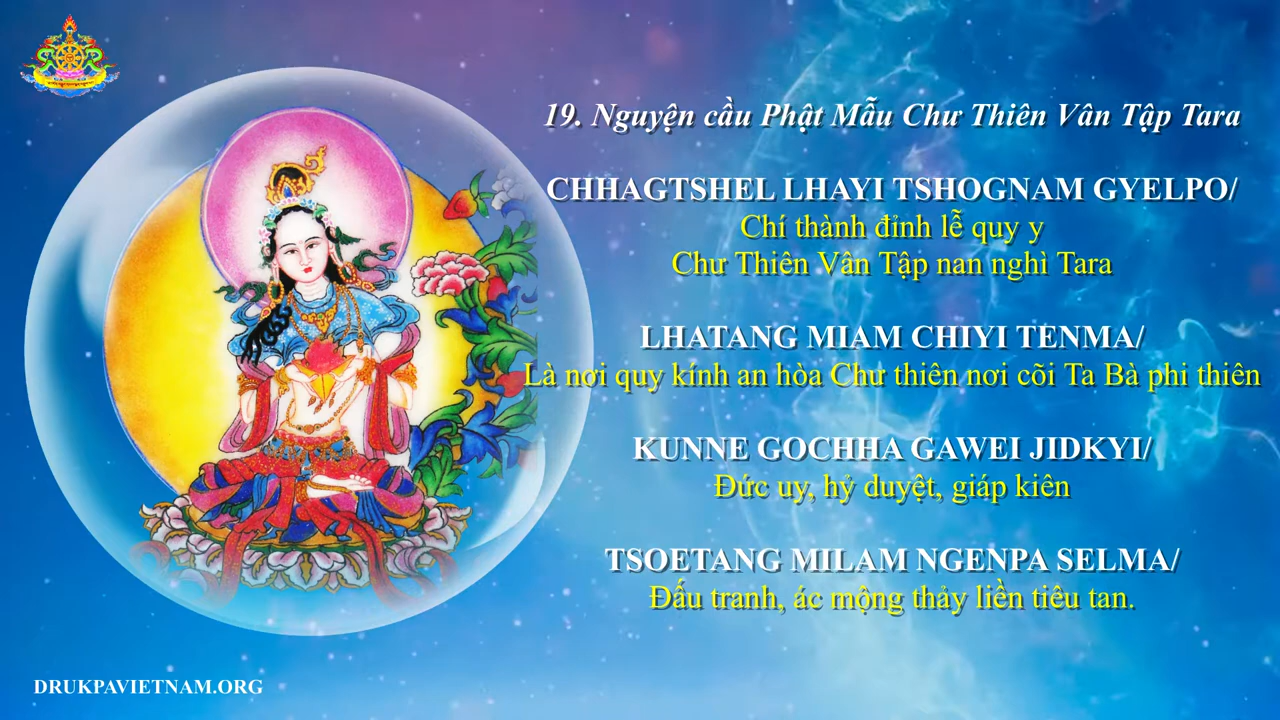 19. Nguyện cầu Phật Mẫu Chư Thiên Vân Tập Tara
CHHAGTSHEL LHAYI TSHOGNAM GYELPO/
Chí thành đỉnh lễ quy y
Chư Thiên Vân Tập nan nghì Tara
LHATANG MIAM CHIYI TENMA/
Là nơi quy kính an hòa Chư thiên nơi cõi Ta Bà phi thiên
KUNNE GOCHHA GAWEI JIDKYI/
Đức uy, hỷ duyệt, giáp kiên
TSOETANG MILAM NGENPA SELMA/
Đấu tranh, ác mộng thảy liền tiêu tan.
DRUKPAVIETNAM.ORG